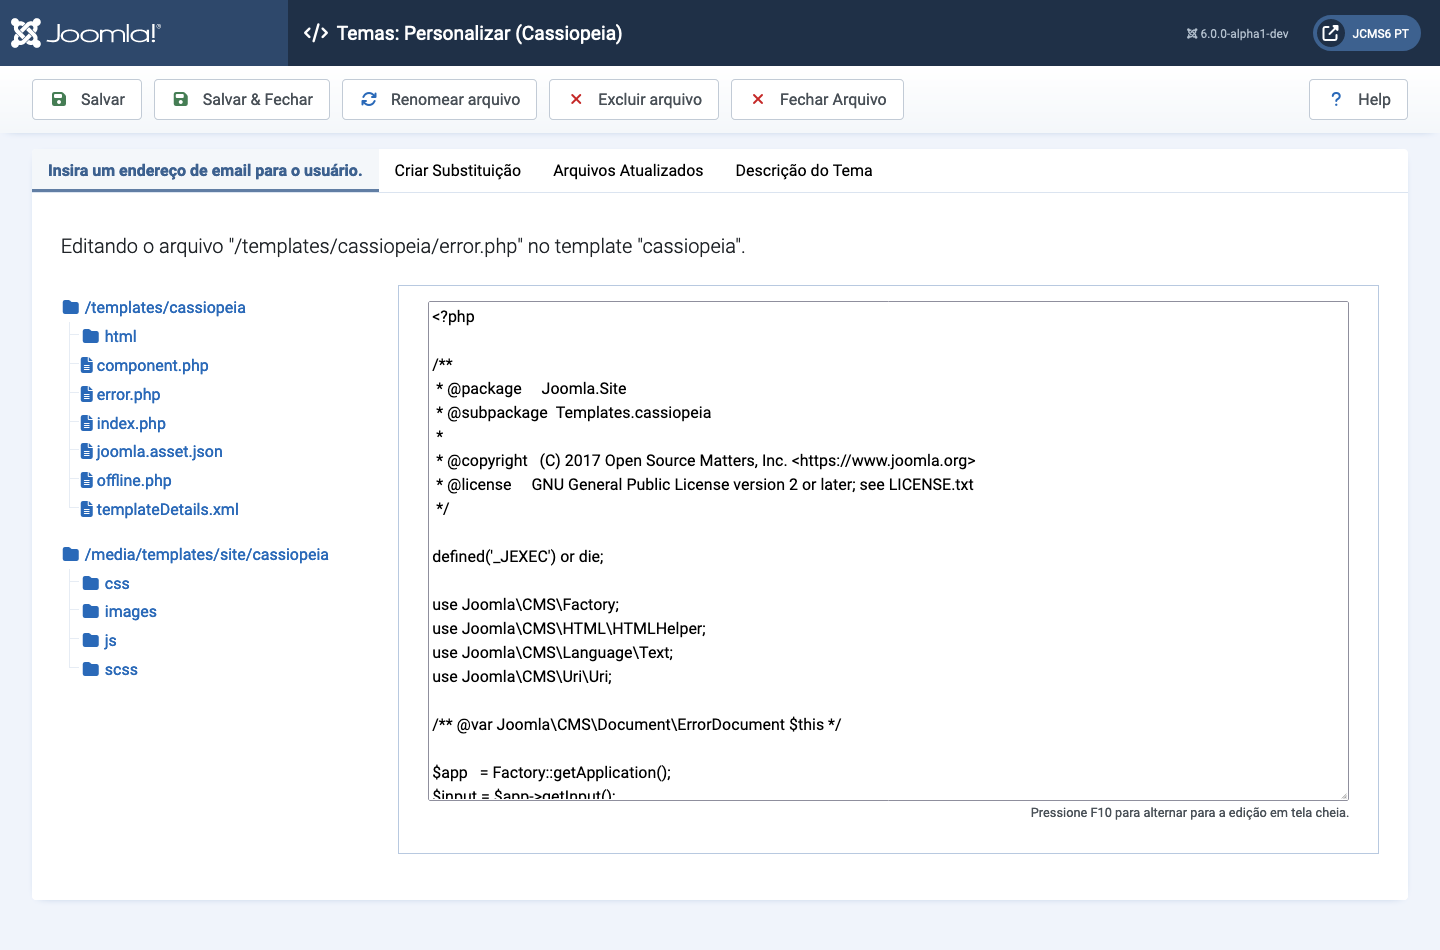 Joomla!®
Temas: Personalizar (Cassiopeia)
6.0.0-alpha1-dev
JCMS6 PT
Salvar
Salvar & Fechar
Renomear arquivo
Excluir arquivo
Fechar Arquivo
? Help
Insira um endereço de email para o usuário.
Criar Substituição
Arquivos Atualizados
Descrição do Tema
Editando o arquivo "/templates/cassiopeia/error.php" no template "cassiopeia".
/templates/cassiopeia
html
component.php
error.php
index.php
joomla.asset.json
offline.php
templateDetails.xml
/media/templates/site/cassiopeia
css
images
js
scss
<?php
/**
* @package     Joomla.Site
* @subpackage  Templates.cassiopeia
*
* @copyright   (C) 2017 Open Source Matters, Inc. <https://www.joomla.org>
* @license     GNU General Public License version 2 or later; see LICENSE.txt
*/
defined('_JEXEC') or die;
use Joomla\CMS\Factory;
use Joomla\CMS\HTML\HTMLHelper;
use Joomla\CMS\Language\Text;
use Joomla\CMS\Uri\Uri;
/** @var Joomla\CMS\Document\ErrorDocument $this */
$app   = Factory::getApplication();
$input = $app->getInput();
Pressione F10 para alternar para a edição em tela cheia.